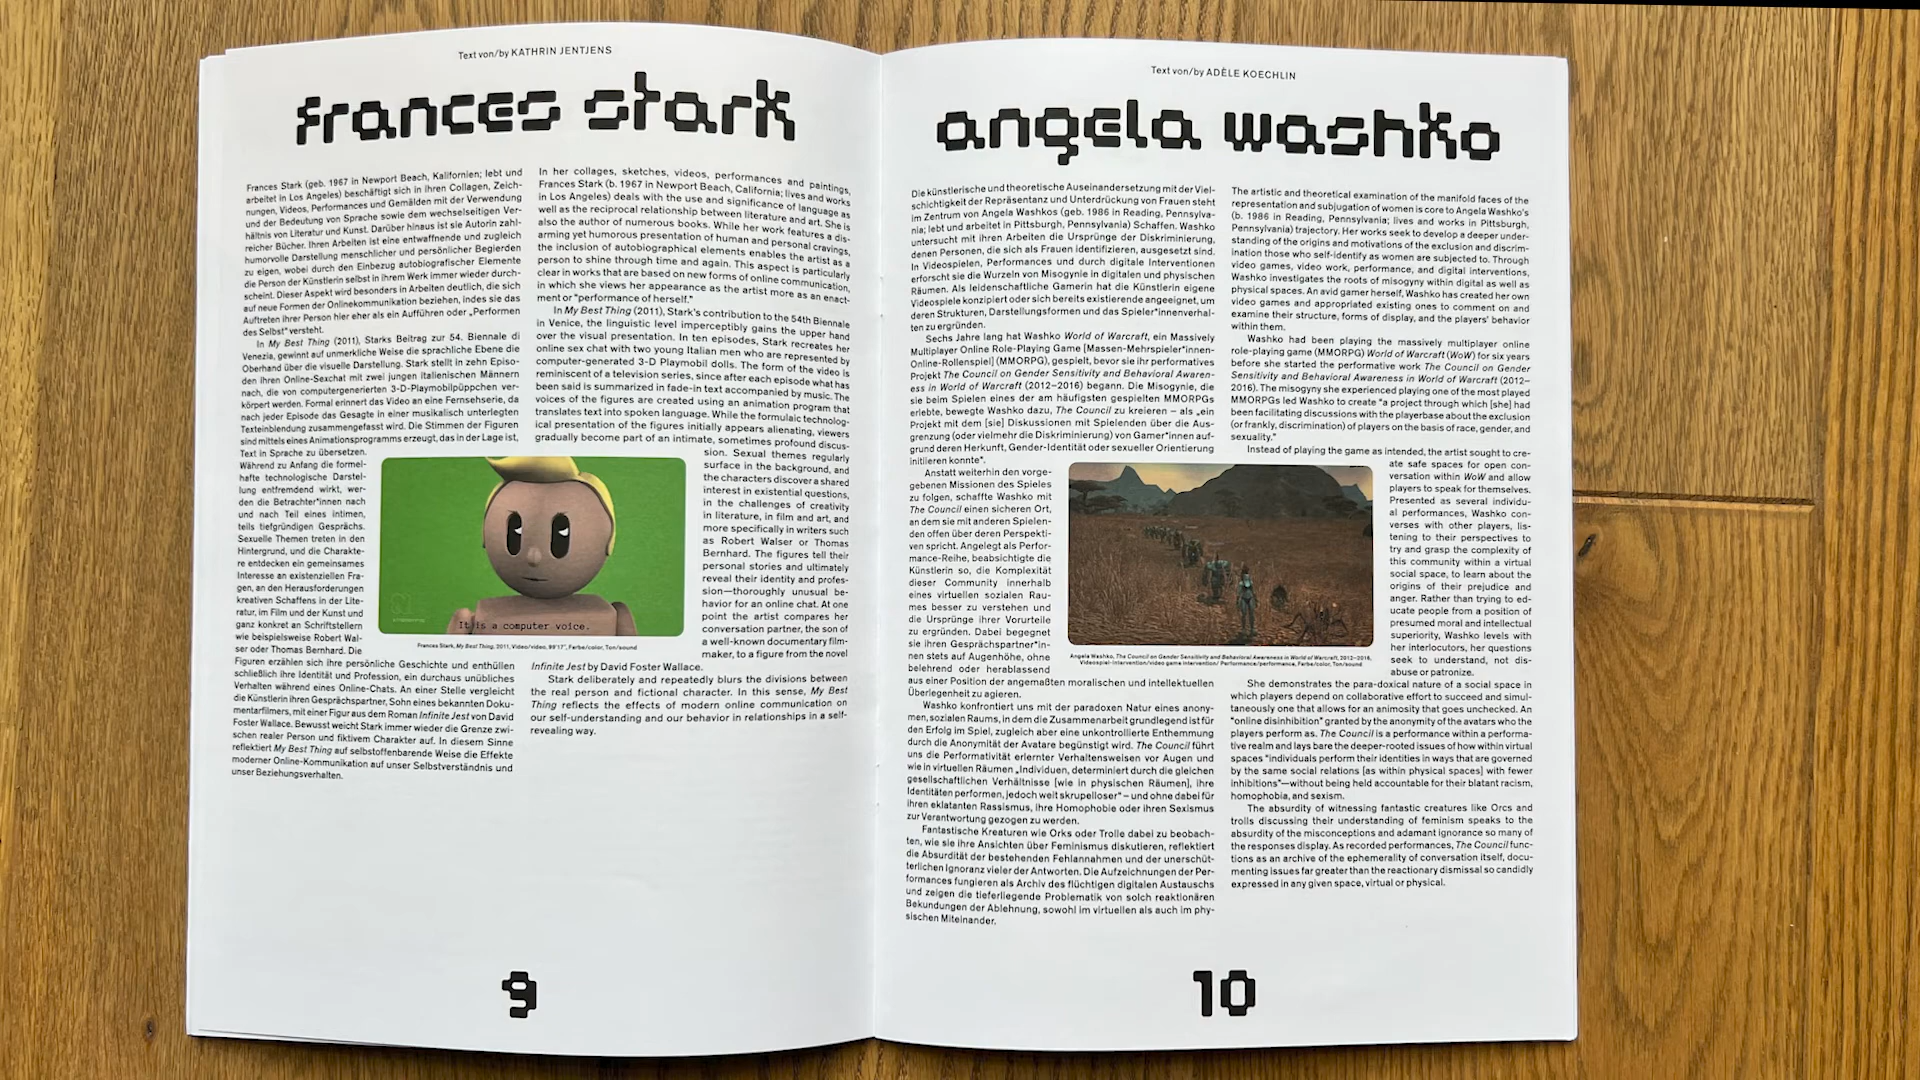 Text von/by KATHRIN JENTJENS
frances stark
Frances Stark (geb. 1967 in Newport Beach, Kalifornien; lebt und
arbeitet in Los Angeles) beschäftigt sich in ihren Collagen, Zeich-
nungen, Videos, Performances und Gemälden mit der Verwendung
und der Bedeutung von Sprache sowie dem wechselseitigen Ver-
hältnis von Literatur und Kunst. Darüber hinaus ist sie Autorin zahl-
reicher Bücher. Ihren Arbeiten ist eine entwaffnende und zugleich
humorvolle Darstellung menschlicher und persönlicher Begierden
zu eigen, wobei durch den Einbezug autobiografischer Elemente
die Person der Künstlerin selbst in ihrem Werk immer wieder durch-
scheint. Dieser Aspekt wird besonders in Arbeiten deutlich, die sich
auf neue Formen der Onlinekommunikation beziehen, indes sie das
Auftreten ihrer Person hier eher als ein Aufführen oder „Performen
des Selbst“ versteht.
In My Best Thing (2011), Starks Beitrag zur 54. Biennale di
Venezia, gewinnt auf unmerkliche Weise die sprachliche Ebene die
Oberhand über die visuelle Darstellung. Stark stellt in zehn Episo-
den ihren Online-Sexchat mit zwei jungen italienischen Männern
nach, die von computergenerierten 3-D-Playmobilpüppchen ver-
körpert werden. Formal erinnert das Video an eine Fernsehserie, da
nach jeder Episode das Gesagte in einer musikalisch unterlegten
Texteinblendung zusammengefasst wird. Die Stimmen der Figuren
sind mittels eines Animationsprogramms erzeugt, das in der Lage ist,
Text in Sprache zu übersetzen.
Während zu Anfang die formel-
hafte technologische Darstel-
lung entfremdend wirkt, wer-
den die Betrachter*innen nach
und nach Teil eines intimen,
teils tiefgründigen Gesprächs.
Sexuelle Themen treten in den
Hintergrund, und die Charakte-
re entdecken ein gemeinsames
Interesse an existenziellen Fra-
gen, an den Herausforderungen
kreativen Schaffens in der Lite-
ratur, im Film und der Kunst und
ganz konkret an Schriftstellern
wie beispielsweise Robert Wal-
ser oder Thomas Bernhard. Die
Figuren erzählen sich ihre persönliche Geschichte und enthüllen
schließlich ihre Identität und Profession, ein durchaus unübliches
Verhalten während eines Online-Chats. An einer Stelle vergleicht
die Künstlerin ihren Gesprächspartner, Sohn eines bekannten Doku-
mentarfilmers, mit einer Figur aus dem Roman Infinite Jest von David
Foster Wallace. Bewusst weicht Stark immer wieder die Grenze zwi-
schen realer Person und fiktivem Charakter auf. In diesem Sinne
reflektiert My Best Thing auf selbstoffenbarende Weise die Effekte
moderner Online-Kommunikation auf unser Selbstverständnis und
unser Beziehungsverhalten.
In her collages, sketches, videos, performances and paintings,
Frances Stark (b. 1967 in Newport Beach, California; lives and works
in Los Angeles) deals with the use and significance of language as
well as the reciprocal relationship between literature and art. She is
also the author of numerous books. While her work features a dis-
arming yet humorous presentation of human and personal cravings,
the inclusion of autobiographical elements enables the artist as a
person to shine through time and again. This aspect is particularly
clear in works that are based on new forms of online communication,
in which she views her appearance as the artist more as an enact-
ment or "performance of herself."
In My Best Thing (2011), Stark's contribution to the 54th Biennale
in Venice, the linguistic level imperceptibly gains the upper hand
over the visual presentation. In ten episodes, Stark recreates her
online sex chat with two young Italian men who are represented by
computer-generated 3-D Playmobil dolls. The form of the video is
reminiscent of a television series, since after each episode what has
been said is summarized in fade-in text accompanied by music. The
voices of the figures are created using an animation program that
translates text into spoken language. While the formulaic technolog-
ical presentation of the figures initially appears alienating, viewers
gradually become part of an intimate, sometimes profound discus-
sion. Sexual themes regularly
surface in the background, and
the characters discover a shared
interest in existential questions,
in the challenges of creativity
in literature, in film and art, and
more specifically in writers such
as Robert Walser or Thomas
Bernhard. The figures tell their
personal stories and ultimately
reveal their identity and profes-
sion—thoroughly unusual be-
havior for an online chat. At one
point the artist compares her
conversation partner, the son of
a well-known documentary film-
maker, to a figure from the novel
Infinite Jest by David Foster Wallace.
Stark deliberately and repeatedly blurs the divisions between
the real person and fictional character. In this sense, My Best
Thing reflects the effects of modern online communication on
our self-understanding and our behavior in relationships in a self-
revealing way.
It is a computer voice.
Frances Stark, My Best Thing, 2011, Video/video, 99'17", Farbe/color, Ton/sound
9
Text von/by ADÈLE KOECHLIN
angela washko
Die künstlerische und theoretische Auseinandersetzung mit der Viel-
schichtigkeit der Repräsentanz und Unterdrückung von Frauen steht
im Zentrum von Angela Washkos (geb. 1986 in Reading, Pennsylva-
nia; lebt und arbeitet in Pittsburgh, Pennsylvania) Schaffen. Washko
untersucht mit ihren Arbeiten die Ursprünge der Diskriminierung,
denen Personen, die sich als Frauen identifizieren, ausgesetzt sind.
In Videospielen, Performances und durch digitale Interventionen
erforscht sie die Wurzeln von Misogynie in digitalen und physischen
Räumen. Als leidenschaftliche Gamerin hat die Künstlerin eigene
Videospiele konzipiert oder sich bereits existierende angeeignet, um
deren Strukturen, Darstellungsformen und das Spieler*innenverhal-
ten zu ergründen.
Sechs Jahre lang hat Washko World of Warcraft, ein Massively
Multiplayer Online Role-Playing Game [Massen-Mehrspieler*innen-
Online-Rollenspiel] (MMORPG), gespielt, bevor sie ihr performatives
Projekt The Council on Gender Sensitivity and Behavioral Awaren-
ess in World of Warcraft (2012–2016) begann. Die Misogynie, die
sie beim Spielen eines der am häufigsten gespielten MMORPGs
erlebte, bewegte Washko dazu, The Council zu kreieren – als „ein
Projekt mit dem [sie] Diskussionen mit Spielenden über die Aus-
grenzung (oder vielmehr die Diskriminierung) von Gamer*innen auf-
grund deren Herkunft, Gender-Identität oder sexueller Orientierung
initiieren konnte“.
Anstatt weiterhin den vorge-
gebenen Missionen des Spieles
zu folgen, schaffte Washko mit
The Council einen sicheren Ort,
an dem sie mit anderen Spielen-
den offen über deren Perspekti-
ven spricht. Angelegt als Perfor-
mance-Reihe, beabsichtigte die
Künstlerin so, die Komplexität
dieser Community innerhalb
eines virtuellen sozialen Rau-
mes besser zu verstehen und
die Ursprünge ihrer Vorurteile
zu ergründen. Dabei begegnet
sie ihren Gesprächspartner*in-
nen stets auf Augenhöhe, ohne
belehrend oder herablassend
aus einer Position der angemaßten moralischen und intellektuellen
Überlegenheit zu agieren.
Washko konfrontiert uns mit der paradoxen Natur eines anony-
men, sozialen Raums, in dem die Zusammenarbeit grundlegend ist für
den Erfolg im Spiel, zugleich aber eine unkontrollierte Enthemmung
durch die Anonymität der Avatare begünstigt wird. The Council führt
uns die Performativität erlernter Verhaltensweisen vor Augen und
wie in virtuellen Räumen „Individuen, determiniert durch die gleichen
gesellschaftlichen Verhältnisse [wie in physischen Räumen], ihre
Identitäten performen, jedoch weit skrupelloser“ – und ohne dabei für
ihren eklatanten Rassismus, ihre Homophobie oder ihren Sexismus
zur Verantwortung gezogen zu werden.
Fantastische Kreaturen wie Orks oder Trolle dabei zu beobach-
ten, wie sie ihre Ansichten über Feminismus diskutieren, reflektiert
die Absurdität der bestehenden Fehlannahmen und der unerschüt-
terlichen Ignoranz vieler der Antworten. Die Aufzeichnungen der Per-
formances fungieren als Archiv des flüchtigen digitalen Austauschs
und zeigen die tieferliegende Problematik von solch reaktionären
Bekundungen der Ablehnung, sowohl im virtuellen als auch im phy-
sischen Miteinander.
The artistic and theoretical examination of the manifold faces of the
representation and subjugation of women is core to Angela Washko's
(b. 1986 in Reading, Pennsylvania; lives and works in Pittsburgh,
Pennsylvania) trajectory. Her works seek to develop a deeper under-
standing of the origins and motivations of the exclusion and discrim-
ination those who self-identify as women are subjected to. Through
video games, video work, performance, and digital interventions,
Washko investigates the roots of misogyny within digital as well as
physical spaces. An avid gamer herself, Washko has created her own
video games and appropriated existing ones to comment on and
examine their structure, forms of display, and the players' behavior
within them.
Washko had been playing the massively multiplayer online
role-playing game (MMORPG) World of Warcraft (WoW) for six years
before she started the performative work The Council on Gender
Sensitivity and Behavioral Awareness in World of Warcraft (2012–
2016). The misogyny she experienced playing one of the most played
MMORPGs led Washko to create "a project through which [she] had
been facilitating discussions with the playerbase about the exclusion
(or frankly, discrimination) of players on the basis of race, gender, and
sexuality."
Instead of playing the game as intended, the artist sought to cre-
ate safe spaces for open con-
versation within WoW and allow
players to speak for themselves.
Presented as several individu-
al performances, Washko con-
verses with other players, lis-
tening to their perspectives to
try and grasp the complexity of
this community within a virtual
social space, to learn about the
origins of their prejudice and
anger. Rather than trying to ed-
ucate people from a position of
presumed moral and intellectual
superiority, Washko levels with
her interlocutors, her questions
seek to understand, not dis-
abuse or patronize.
She demonstrates the para-doxical nature of a social space in
which players depend on collaborative effort to succeed and simul-
taneously one that allows for an animosity that goes unchecked. An
"online disinhibition" granted by the anonymity of the avatars who the
players perform as. The Council is a performance within a performa-
tive realm and lays bare the deeper-rooted issues of how within virtual
spaces "individuals perform their identities in ways that are governed
by the same social relations [as within physical spaces] with fewer
inhibitions"—without being held accountable for their blatant racism,
homophobia, and sexism.
The absurdity of witnessing fantastic creatures like Orcs and
trolls discussing their understanding of feminism speaks to the
absurdity of the misconceptions and adamant ignorance so many of
the responses display. As recorded performances, The Council func-
tions as an archive of the ephemerality of conversation itself, docu-
menting issues far greater than the reactionary dismissal so candidly
expressed in any given space, virtual or physical.
Angela Washko, The Council on Gender Sensitivity and Behavioral Awareness in World of Warcraft, 2012–2016,
Videospiel-Intervention/video game intervention/ Performance/performance, Farbe/color, Ton/sound
10